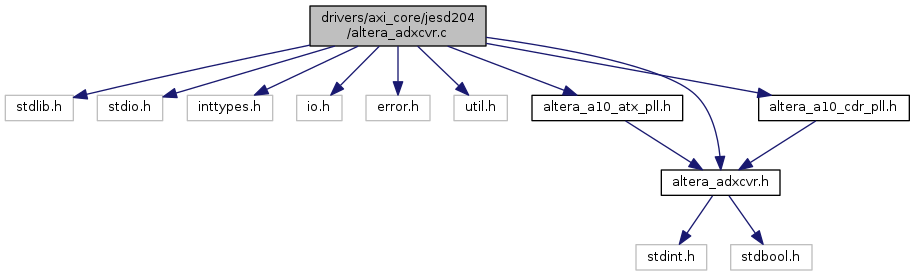 drivers/axi_core/jesd204
/altera_adxcvr.c
stdlib.h
stdio.h
inttypes.h
io.h
error.h
util.h
altera_a10_atx_pll.h
altera_a10_cdr_pll.h
altera_adxcvr.h
stdint.h
stdbool.h